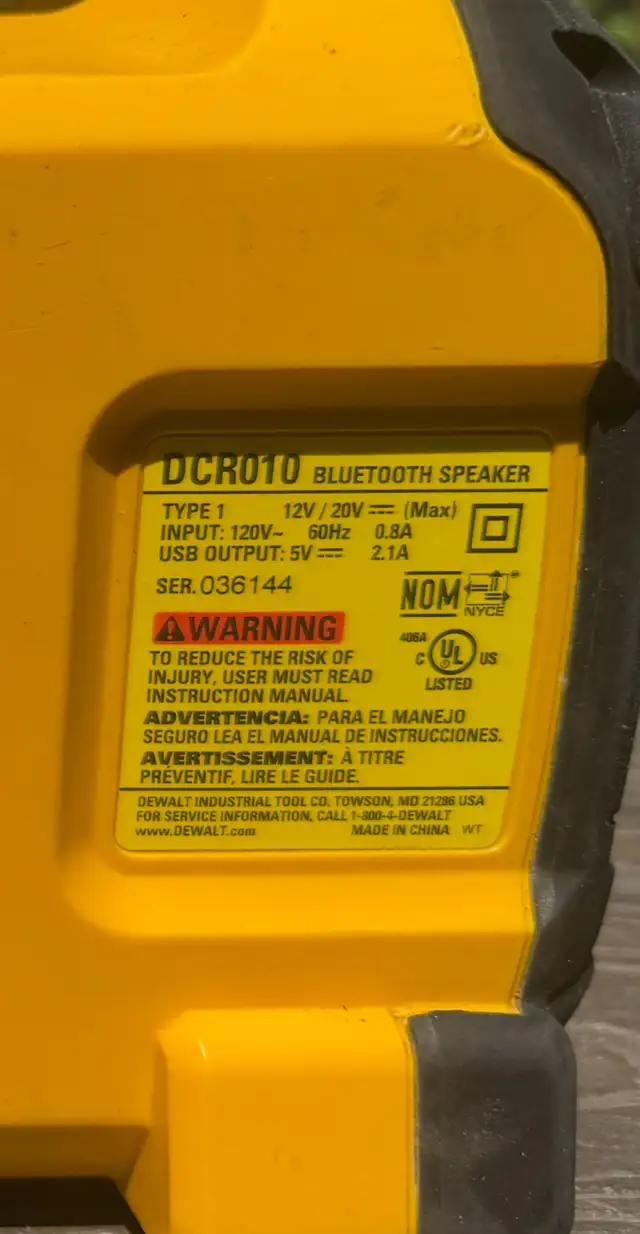 DCR010 BLUETOOTH SPEAKER
TYPE 1 12V / 20V ⎓ (Max)
INPUT: 120V~ 60Hz 0.8A
USB OUTPUT: 5V ⎓ 2.1A
SER. 036144
NOM NYCE
WARNING
TO REDUCE THE RISK OF
INJURY, USER MUST READ
INSTRUCTION MANUAL.
406A
C UL US
LISTED
ADVERTENCIA: PARA EL MANEJO
SEGURO LEA EL MANUAL DE INSTRUCCIONES.
AVERTISSEMENT: À TITRE
PRÉVENTIF, LIRE LE GUIDE.
DEWALT INDUSTRIAL TOOL CO. TOWSON, MD 21286 USA
FOR SERVICE INFORMATION, CALL 1-800-4-DEWALT
www.DEWALT.com MADE IN CHINA WT